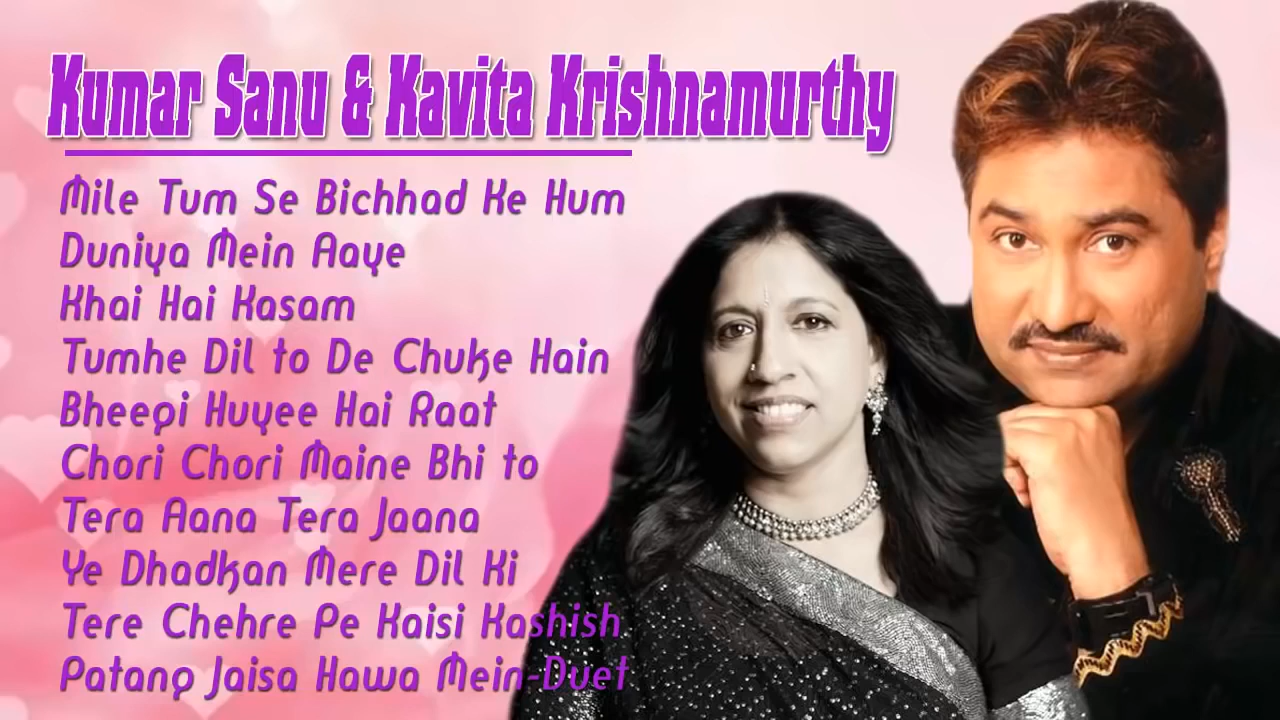 Kumar Sanu & Kavita Krishnamurthy
Mile Tum Se Bichhad Ke Hum
Duniya Mein Aaye
Khai Hai Kasam
Tumhe Dil to De Chuke Hain
Bheegi Huyee Hai Raat
Chori Chori Maine Bhi to
Tera Aana Tera Jaana
Ye Dhadkan Mere Dil Ki
Tere Chehre Pe Kaisi Kashish
Patang Jaisa Hawa Mein-Duet